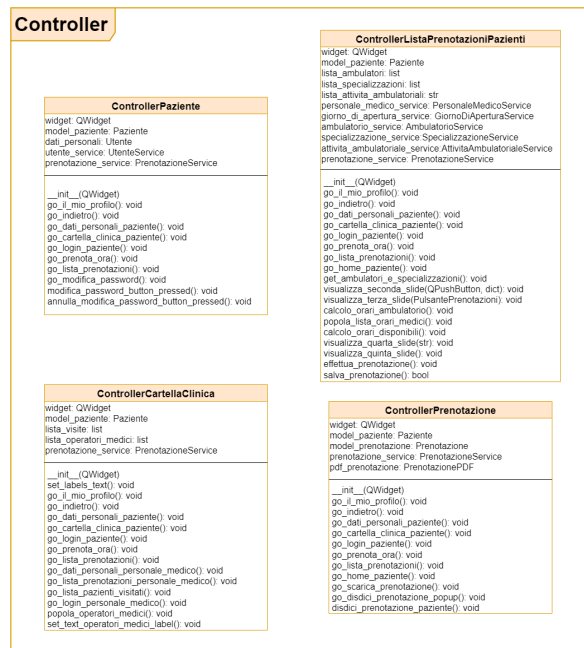 Controller
ControllerPaziente
widget: QWidget
model_paziente: Paziente
dati_personali: Utente
utente_service: UtenteService
prenotazione_service: PrenotazioneService
__init__(QWidget)
go_il_mio_profilo(): void
go_indietro(): void
go_dati_personali_paziente(): void
go_cartella_clinica_paziente(): void
go_login_paziente(): void
go_prenota_ora(): void
go_lista_prenotazioni(): void
go_modifica_password(): void
modifica_password_button_pressed(): void
annulla_modifica_password_button_pressed(): void
ControllerListaPrenotazioniPazienti
widget: QWidget
model_paziente: Paziente
lista_ambulatori: list
lista_specializzazioni: list
lista_attivita_ambulatoriali: str
personale_medico_service: PersonaleMedicoService
giorno_di_apertura_service: GiornoDiAperturaService
ambulatorio_service: AmbulatorioService
specializzazione_service:SpecializzazioneService
attivita_ambulatoriale_service:AttivitaAmbulatorialeService
prenotazione_service: PrenotazioneService
__init__(QWidget)
go_il_mio_profilo(): void
go_indietro(): void
go_dati_personali_paziente(): void
go_cartella_clinica_paziente(): void
go_login_paziente(): void
go_prenota_ora(): void
go_lista_prenotazioni(): void
go_home_paziente(): void
get_ambulatori_e_specializzazioni(): void
visualizza_seconda_slide(QPushButton, dict): void
visualizza_terza_slide(PulsantePrenotazioni): void
calcolo_orari_ambulatorio(): void
popola_lista_orari_medici(): void
calcolo_orari_disponibili(): void
visualizza_quarta_slide(str): void
visualizza_quinta_slide(): void
effettua_prenotazione(): void
salva_prenotazione(): bool
ControllerCartellaClinica
widget: QWidget
model_paziente: Paziente
lista_visite: list
lista_operatori_medici: list
prenotazione_service: PrenotazioneService
__init__(QWidget)
set_labels_text(): void
go_il_mio_profilo(): void
go_indietro(): void
go_dati_personali_paziente(): void
go_cartella_clinica_paziente(): void
go_login_paziente(): void
go_prenota_ora(): void
go_lista_prenotazioni(): void
go_dati_personali_personale_medico(): void
go_lista_prenotazioni_personale_medico(): void
go_lista_pazienti_visitati(): void
go_login_personale_medico(): void
popola_operatori_medici(): void
set_text_operatori_medici_label(): void
ControllerPrenotazione
widget: QWidget
model_paziente: Paziente
model_prenotazione: Prenotazione
prenotazione_service: PrenotazioneService
pdf_prenotazione: PrenotazionePDF
__init__(QWidget)
go_il_mio_profilo(): void
go_indietro(): void
go_dati_personali_paziente(): void
go_cartella_clinica_paziente(): void
go_login_paziente(): void
go_prenota_ora(): void
go_lista_prenotazioni(): void
go_home_paziente(): void
go_scarica_prenotazione(): void
go_disdici_prenotazione_popup(): void
disdici_prenotazione_paziente(): void